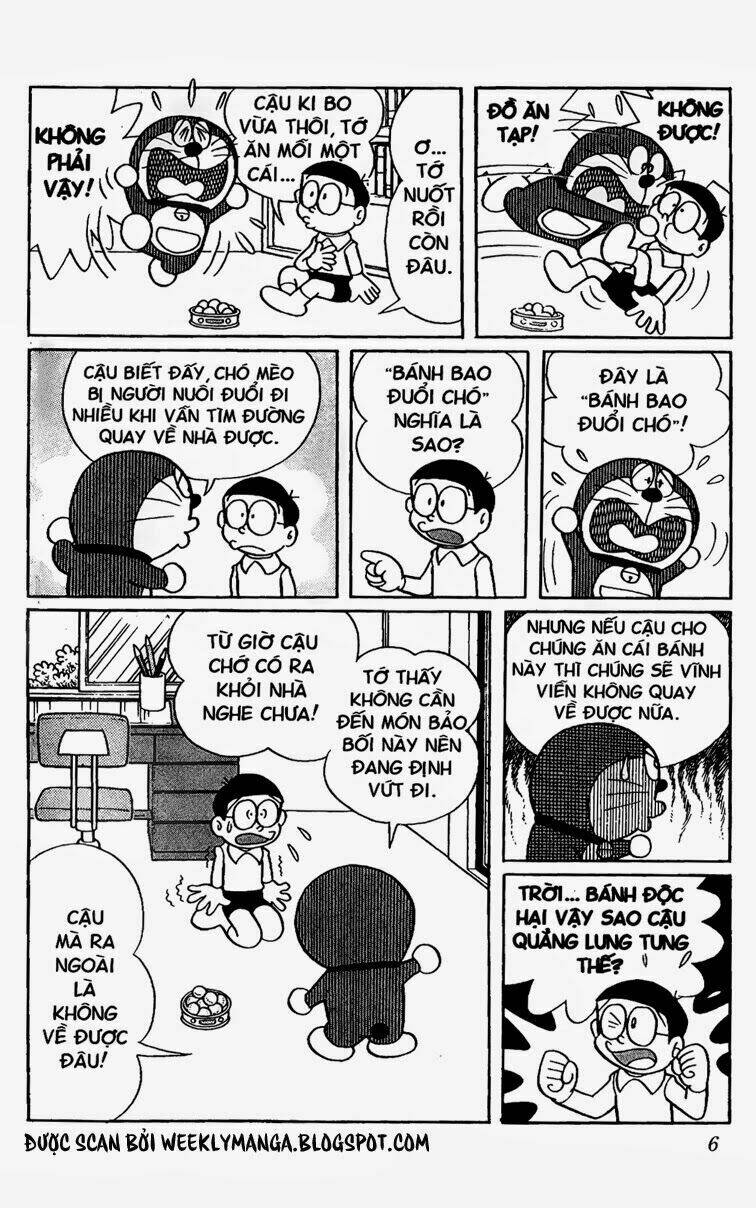 KHÔNG
ĐƯỢC!
ĐỒ ĂN
TẠP!
Ơ...
TỚ
NUỐT
RỒI
CÒN
ĐÂU.
CẬU KI BO
VỪA THÔI, TỚ
ĂN MỖI MỘT
CÁI...
KHÔNG
PHẢI
VẬY!
ĐÂY LÀ
"BÁNH BAO
ĐUỔI CHÓ"!
"BÁNH BAO
ĐUỔI CHÓ"
NGHĨA LÀ
SAO?
CẬU BIẾT ĐẤY, CHÓ MÈO
BỊ NGƯỜI NUÔI ĐUỔI ĐI
NHIỀU KHI VẪN TÌM ĐƯỜNG
QUAY VỀ NHÀ ĐƯỢC.
NHƯNG NẾU CẬU CHO
CHÚNG ĂN CÁI BÁNH
NÀY THÌ CHÚNG SẼ VĨNH
VIỄN KHÔNG QUAY
VỀ ĐƯỢC NỮA.
TRỜI... BÁNH ĐỘC
HẠI VẬY SAO CẬU
QUẲNG LUNG TUNG
THẾ?
TỚ THẤY
KHÔNG CẦN
ĐẾN MÓN BẢO
BỐI NÀY NÊN
ĐANG ĐỊNH
VỨT ĐI.
TỪ GIỜ CẬU
CHỚ CÓ RA
KHỎI NHÀ
NGHE CHƯA!
CẬU
MÀ RA
NGOÀI
LÀ
KHÔNG
VỀ ĐƯỢC
ĐÂU!
ĐƯỢC SCAN BỞI WEEKLYMANGA.BLOGSPOT.COM
6